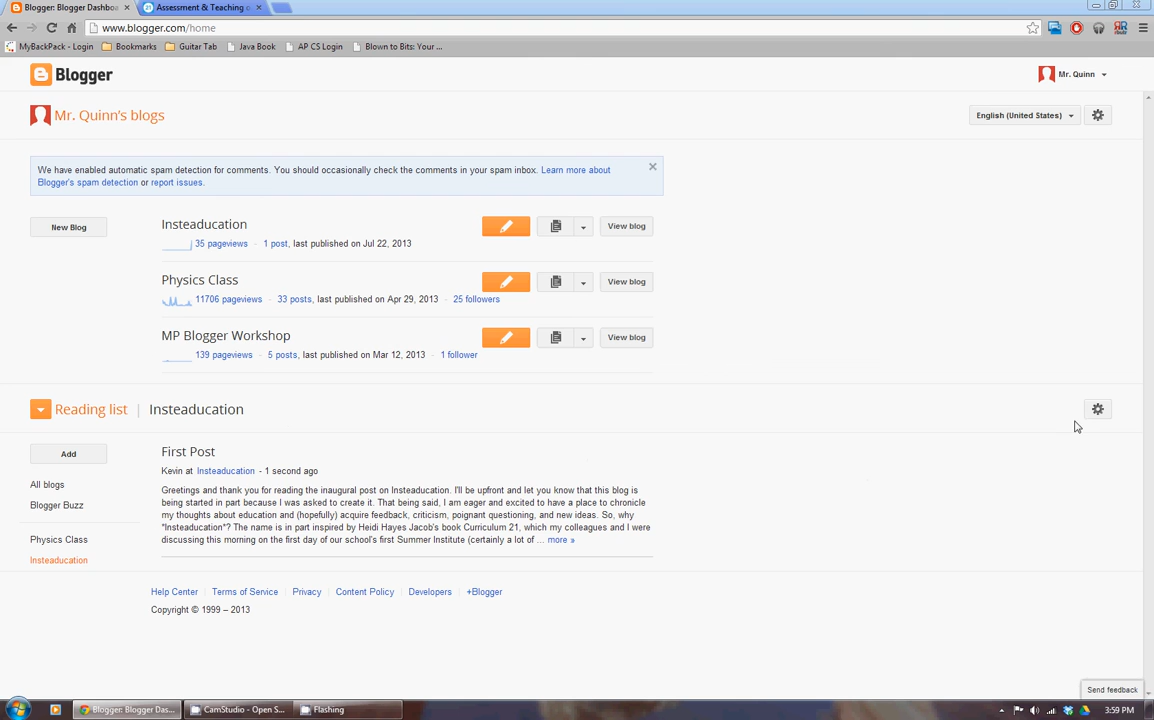 Blogger: Blogger Dashboa
Assessment & Teaching o
www.blogger.com/home
MyBackPack - Login
Bookmarks
Guitar Tab
Java Book
AP CS Login
Blown to Bits: Your ...
Blogger
Mr. Quinn
Mr. Quinn's blogs
English (United States)
We have enabled automatic spam detection for comments. You should occasionally check the comments in your spam inbox. Learn more about
Blogger's spam detection or report issues.
New Blog
Insteaducation
View blog
35 pageviews - 1 post, last published on Jul 22, 2013
Physics Class
View blog
11706 pageviews - 33 posts, last published on Apr 29, 2013 - 25 followers
MP Blogger Workshop
View blog
139 pageviews - 5 posts, last published on Mar 12, 2013 - 1 follower
Reading list | Insteaducation
Add
All blogs
Blogger Buzz
Physics Class
Insteaducation
First Post
Kevin at Insteaducation - 1 second ago
Greetings and thank you for reading the inaugural post on Insteaducation. I'll be upfront and let you know that this blog is
being started in part because I was asked to create it. That being said, I am eager and excited to have a place to chronicle
my thoughts about education and (hopefully) acquire feedback, criticism, poignant questioning, and new ideas. So, why
"Insteaducation"? The name is in part inspired by Heidi Hayes Jacob's book Curriculum 21, which my colleagues and I were
discussing this morning on the first day of our school's first Summer Institute (certainly a lot of ... more »
Help Center
Terms of Service
Privacy
Content Policy
Developers
+Blogger
Copyright © 1999 – 2013
Send feedback
Blogger: Blogger Das...
CamStudio - Open S...
Flashing
3:59 PM